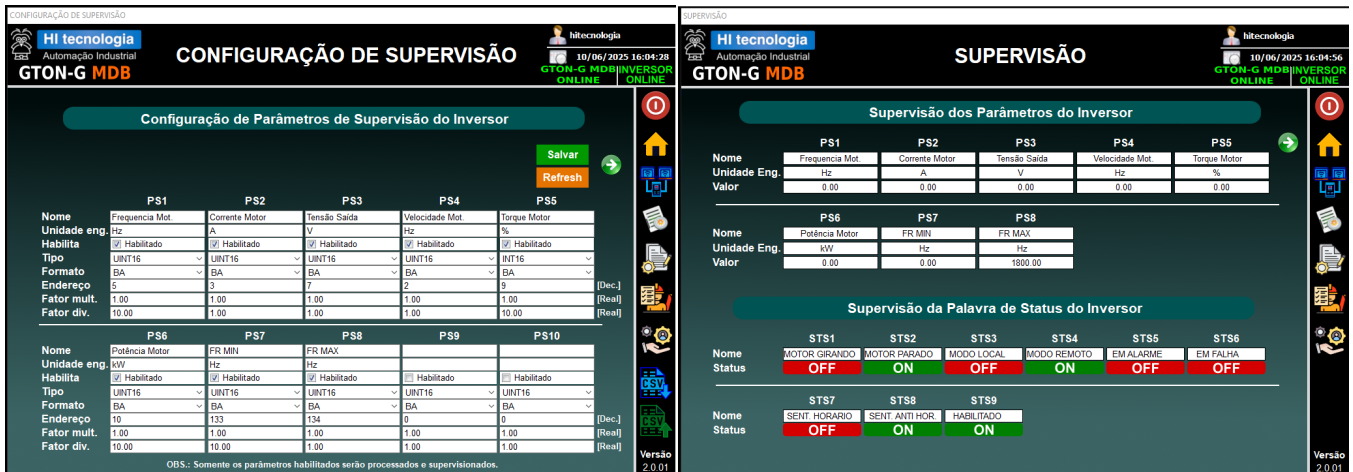 CONFIGURAÇÃO DE SUPERVISÃO
HI tecnologia
Automação Industrial
GTON-G MDB
CONFIGURAÇÃO DE SUPERVISÃO
hitecnologia
10/06/2025 16:04:28
GTON-G MDB INVERSOR
ONLINE ONLINE
Configuração de Parâmetros de Supervisão do Inversor
Salvar
Refresh
PS1 PS2 PS3 PS4 PS5
Nome Frequencia Mot. Corrente Motor Tensão Saída Velocidade Mot. Torque Motor
Unidade eng. Hz A V Hz %
Habilita Habilitado Habilitado Habilitado Habilitado Habilitado
Tipo UINT16 UINT16 UINT16 UINT16 INT16
Formato BA BA BA BA BA
Endereço 5 3 7 2 9 [Dec.]
Fator mult. 1.00 1.00 1.00 1.00 1.00 [Real]
Fator div. 10.00 1.00 1.00 1.00 10.00 [Real]
PS6 PS7 PS8 PS9 PS10
Nome Potência Motor FR MIN FR MAX
Unidade eng. kW Hz Hz
Habilita Habilitado Habilitado Habilitado Habilitado Habilitado
Tipo UINT16 UINT16 UINT16 UINT16 UINT16
Formato BA BA BA BA BA
Endereço 10 133 134 0 0 [Dec.]
Fator mult. 1.00 1.00 1.00 1.00 1.00 [Real]
Fator div. 10.00 10.00 1.00 1.00 1.00 [Real]
OBS.: Somente os parâmetros habilitados serão processados e supervisionados.
CSV
CSV
Versão
2.0.01
SUPERVISÃO
HI tecnologia
Automação Industrial
GTON-G MDB
SUPERVISÃO
hitecnologia
10/06/2025 16:04:56
GTON-G MDB INVERSOR
ONLINE ONLINE
Supervisão dos Parâmetros do Inversor
PS1 PS2 PS3 PS4 PS5
Nome Frequencia Mot. Corrente Motor Tensão Saída Velocidade Mot. Torque Motor
Unidade Eng. Hz A V Hz %
Valor 0.00 0.00 0.00 0.00 0.00
PS6 PS7 PS8
Nome Potência Motor FR MIN FR MAX
Unidade Eng. kW Hz Hz
Valor 0.00 0.00 1800.00
Supervisão da Palavra de Status do Inversor
STS1 STS2 STS3 STS4 STS5 STS6
Nome MOTOR GIRANDO MOTOR PARADO MODO LOCAL MODO REMOTO EM ALARME EM FALHA
Status OFF ON OFF ON OFF OFF
STS7 STS8 STS9
Nome SENT. HORARIO SENT. ANTI HOR. HABILITADO
Status OFF ON ON
Versão
2.0.01